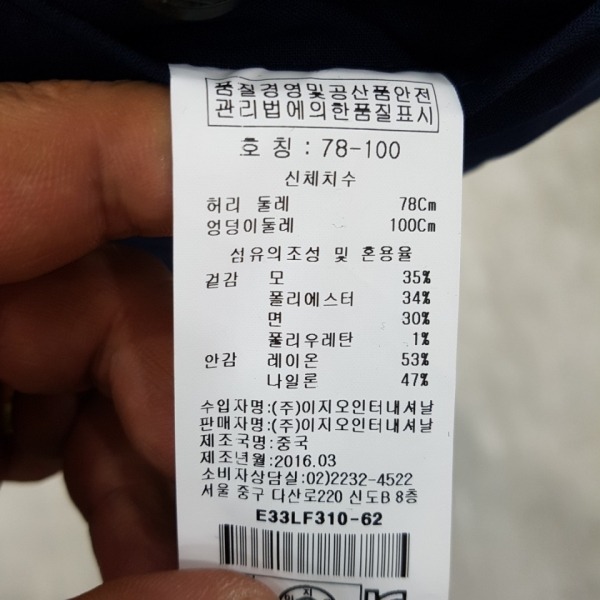 품질경영및공산품안전
관리법에의한품질표시
호 칭 : 78-100
신체치수
허리 둘레 78Cm
엉덩이둘레 100Cm
섬유의조성 및 혼용율
겉감 모 35%
폴리에스터 34%
면 30%
풀리우레탄 1%
안감 레이온 53%
나일론 47%
수입자명:(주)이지오인터내셔날
판매자명:(주)이지오인터내셔날
제조국명:중국
제조년월:2016.03
소비자상담실:02)2232-4522
서울 중구 다산로220 신도B 8층
E33LF310-62